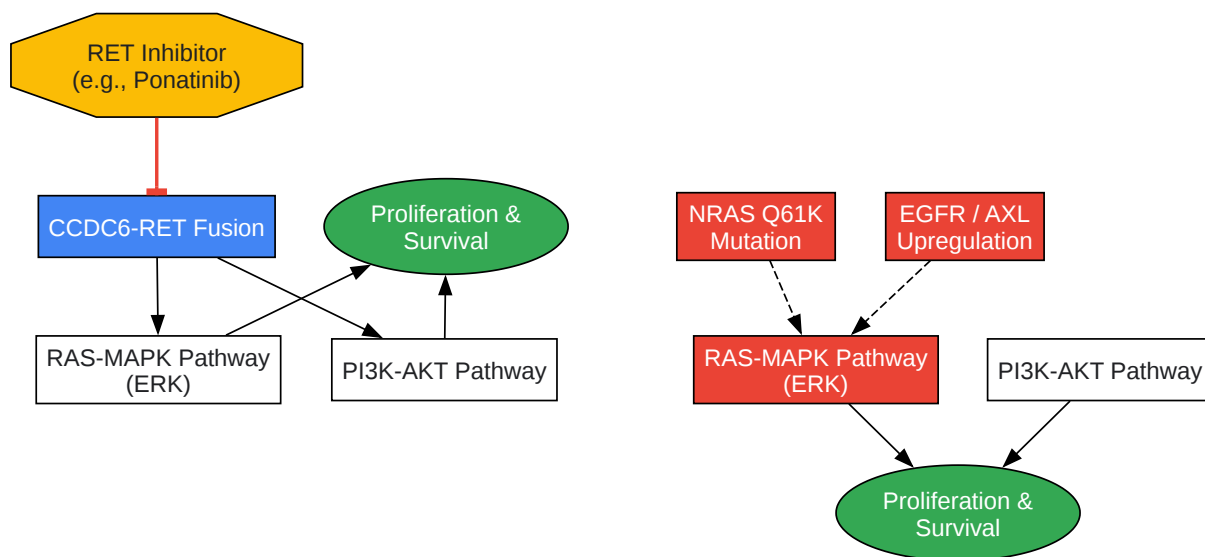 RET Inhibitor
(e.g., Ponatinib)
CCDC6-RET Fusion
Proliferation &
Survival
RAS-MAPK Pathway
(ERK)
PI3K-AKT Pathway
NRAS Q61K
Mutation
EGFR / AXL
Upregulation
RAS-MAPK Pathway
(ERK)
PI3K-AKT Pathway
Proliferation &
Survival